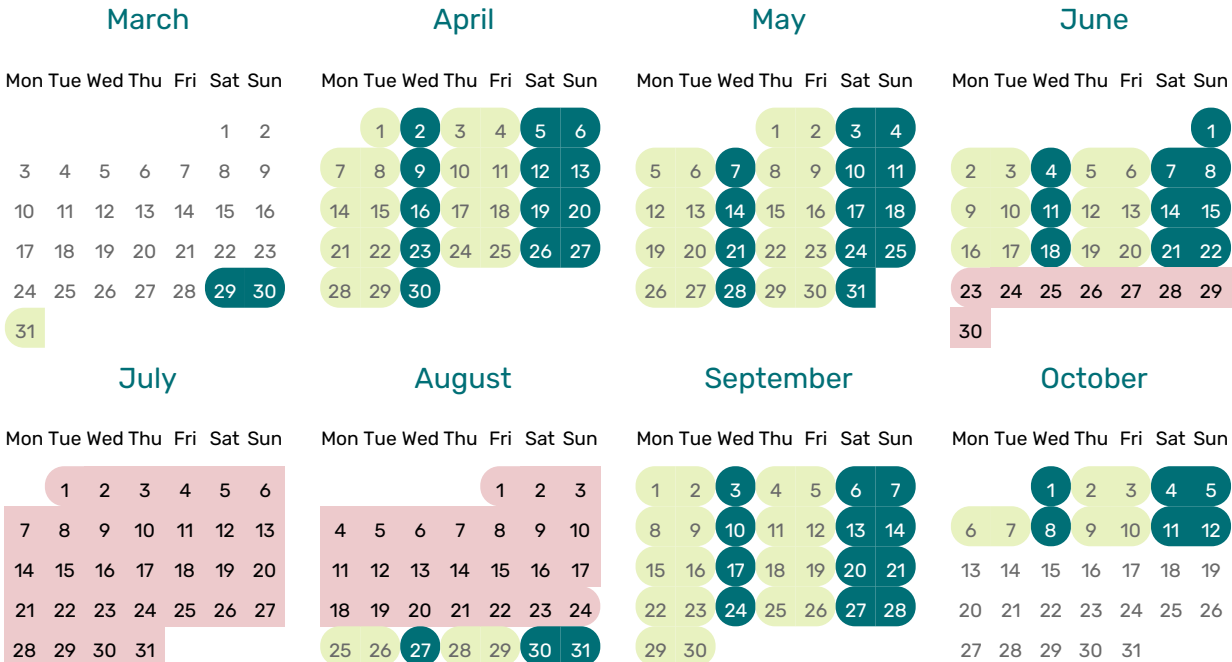 March April May June
Mon Tue Wed Thu Fri Sat Sun Mon Tue Wed Thu Fri Sat Sun Mon Tue Wed Thu Fri Sat Sun Mon Tue Wed Thu Fri Sat Sun
1 2 1 2 3 4 5 6 1 2 3 4 1
3 4 5 6 7 8 9 7 8 9 10 11 12 13 5 6 7 8 9 10 11 2 3 4 5 6 7 8
10 11 12 13 14 15 16 14 15 16 17 18 19 20 12 13 14 15 16 17 18 9 10 11 12 13 14 15
17 18 19 20 21 22 23 21 22 23 24 25 26 27 19 20 21 22 23 24 25 16 17 18 19 20 21 22
24 25 26 27 28 29 30 28 29 30 26 27 28 29 30 31 23 24 25 26 27 28 29
31 30
July August September October
Mon Tue Wed Thu Fri Sat Sun Mon Tue Wed Thu Fri Sat Sun Mon Tue Wed Thu Fri Sat Sun Mon Tue Wed Thu Fri Sat Sun
1 2 3 4 5 6 1 2 3 1 2 3 4 5 6 7 1 2 3 4 5
7 8 9 10 11 12 13 4 5 6 7 8 9 10 8 9 10 11 12 13 14 6 7 8 9 10 11 12
14 15 16 17 18 19 20 11 12 13 14 15 16 17 15 16 17 18 19 20 21 13 14 15 16 17 18 19
21 22 23 24 25 26 27 18 19 20 21 22 23 24 22 23 24 25 26 27 28 20 21 22 23 24 25 26
28 29 30 31 25 26 27 28 29 30 31 29 30 27 28 29 30 31